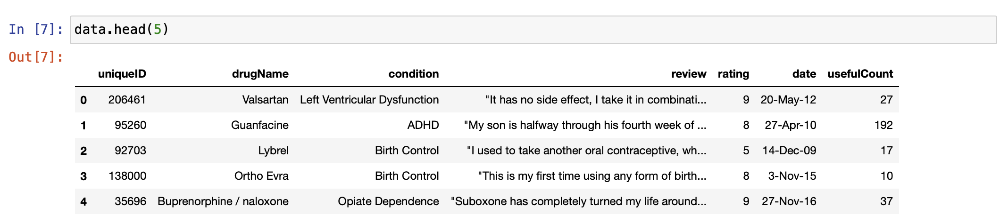 In [7]: data.head(5)
Out[7]:
uniqueID drugName condition review rating date usefulCount
0 206461 Valsartan Left Ventricular Dysfunction "It has no side effect, I take it in combinati... 9 20-May-12 27
1 95260 Guanfacine ADHD "My son is halfway through his fourth week of ... 8 27-Apr-10 192
2 92703 Lybrel Birth Control "I used to take another oral contraceptive, wh... 5 14-Dec-09 17
3 138000 Ortho Evra Birth Control "This is my first time using any form of birth... 8 3-Nov-15 10
4 35696 Buprenorphine / naloxone Opiate Dependence "Suboxone has completely turned my life around... 9 27-Nov-16 37